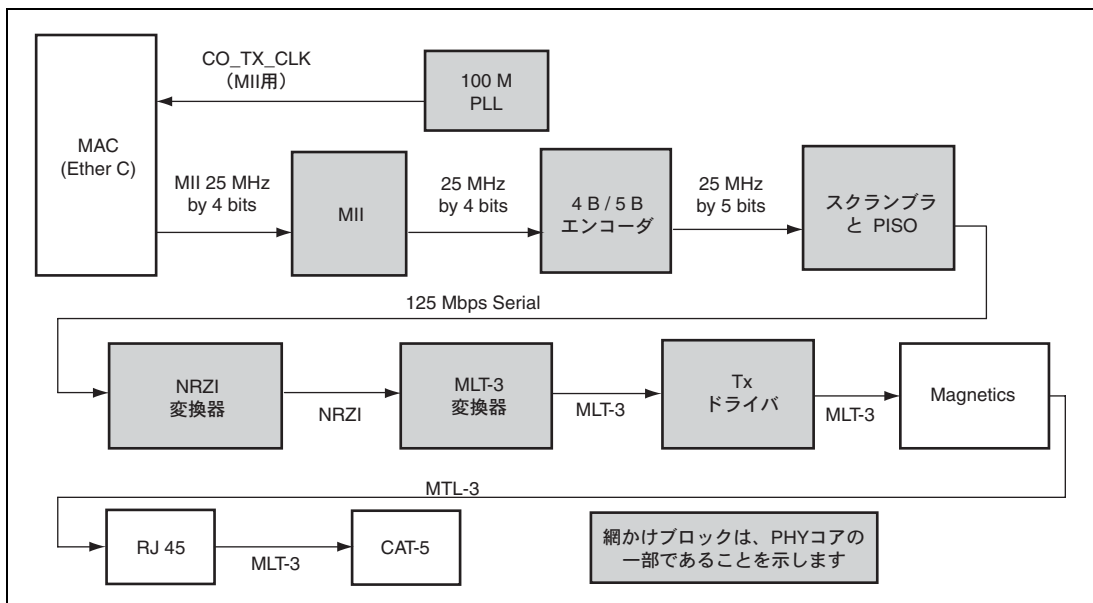 CO_TX_CLK
（MII用）
100 M
PLL
MAC
(Ether C)
MII 25 MHz
by 4 bits
MII
25 MHz
by 4 bits
4 B / 5 B
エンコーダ
25 MHz
by 5 bits
スクランブラ
と PISO
125 Mbps Serial
NRZI
変換器
NRZI
MLT-3
変換器
MLT-3
Tx
ドライバ
MLT-3
Magnetics
MTL-3
RJ 45
MLT-3
CAT-5
網かけブロックは、PHYコアの
一部であることを示します